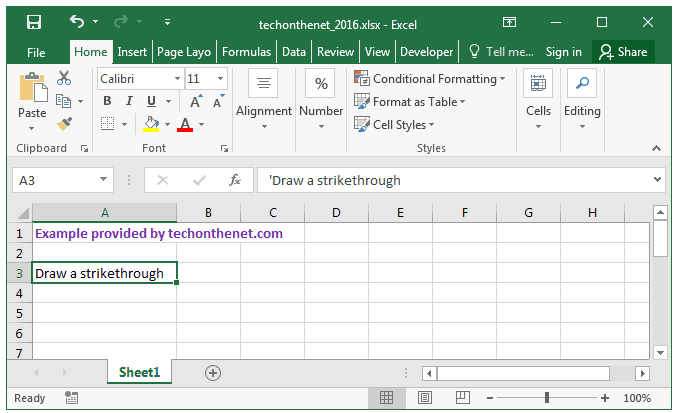 techonthenet_2016.xlsx - Excel
File Home Insert Page Layo Formulas Data Review View Developer Tell me... Sign in Share
Calibri 11
Conditional Formatting
Format as Table
Cell Styles
Paste B I U A A A Alignment % Number Cells Editing
Clipboard Font Styles
A3 fx 'Draw a strikethrough
A B C D E F G H
1 Example provided by techonthenet.com
2
3 Draw a strikethrough
4
5
6
7
Sheet1
Ready 100%